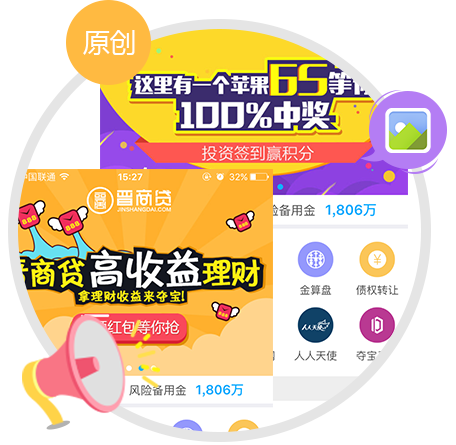 原创
这里有一个苹果6S等
100%中奖
投资签到赢积分
险备用金 1,806万
金算盘 债权转让
人人天使 夺宝
中国联通 15:27 32%
晋商贷
JINSHANGDAI.COM
晋商贷高收益理财
拿理财收益来夺宝!
红包等你抢
风险备用金 1,806万